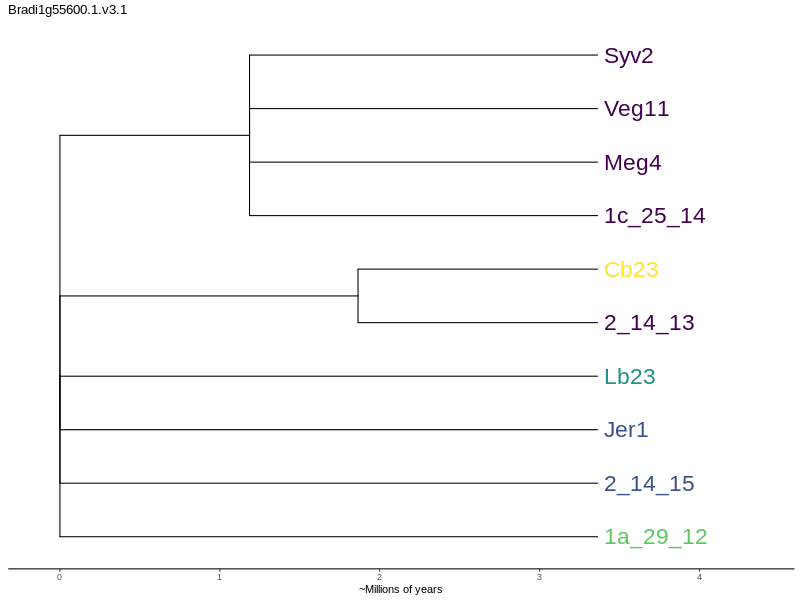 Bradi1g55600.1.v3.1
Syv2
Veg11
Meg4
1c_25_14
Cb23
2_14_13
Lb23
Jer1
2_14_15
1a_29_12
0 1 2 3 4
~Millions of years